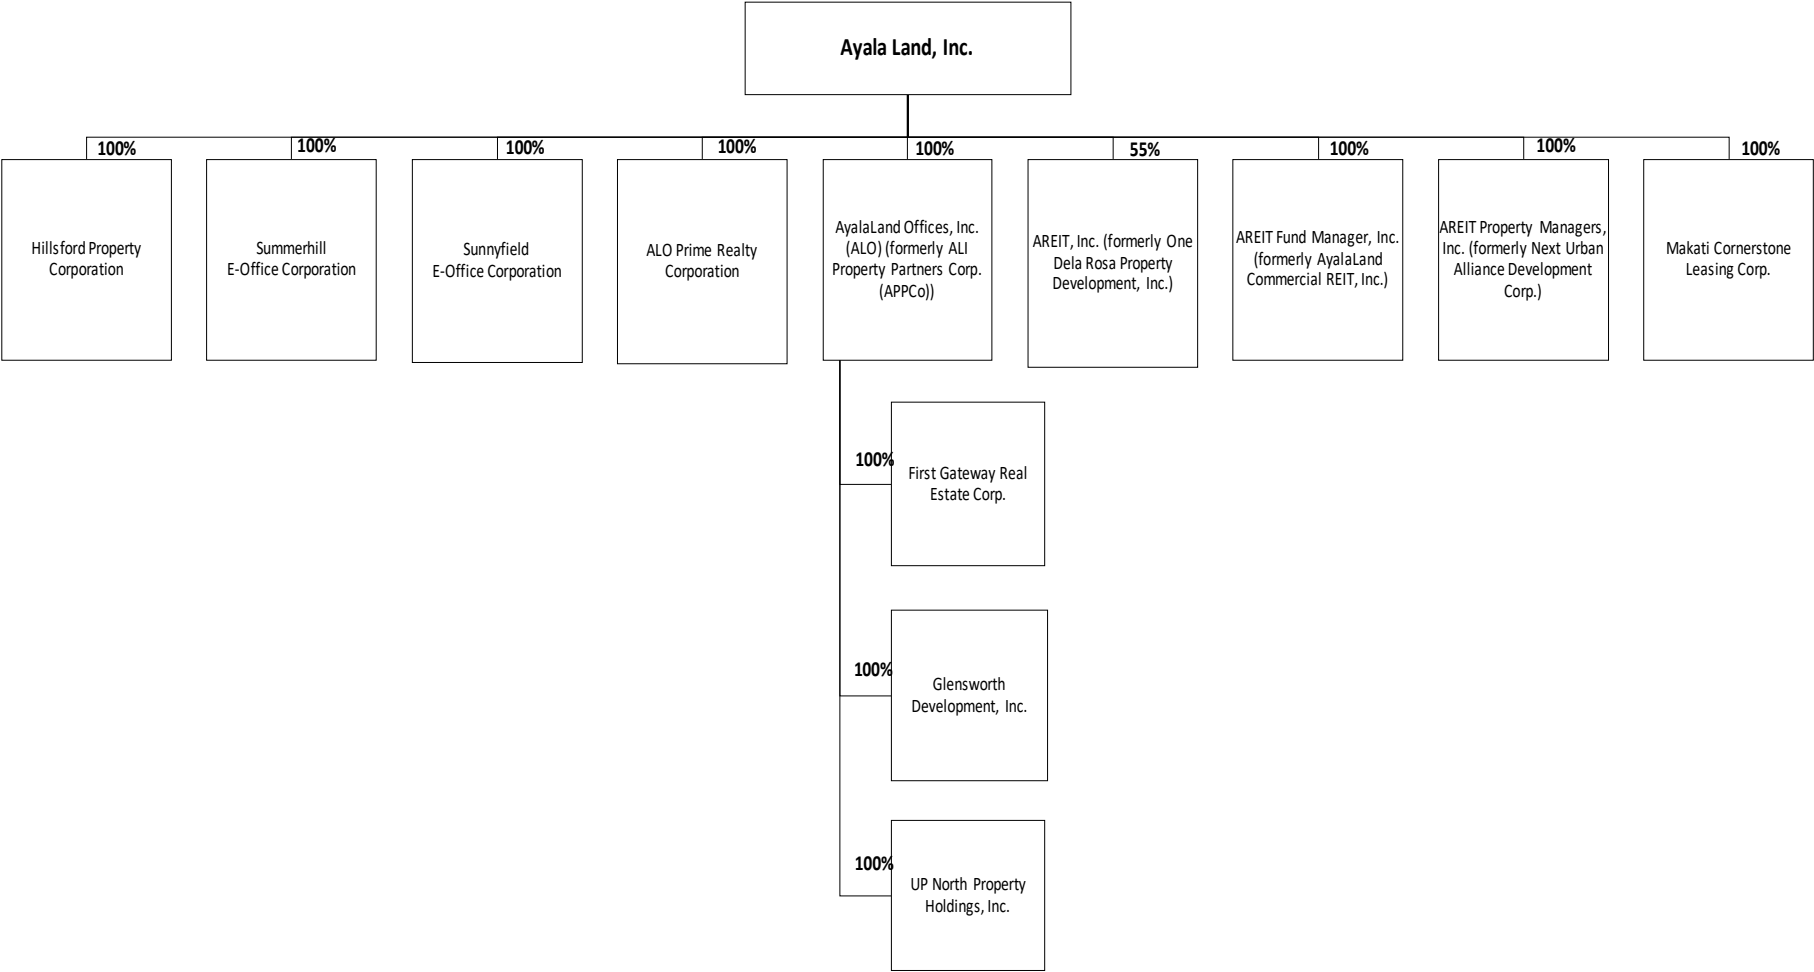 Ayala Land, Inc.
100%
100%
100%
100%
100%
55%
100%
100%
100%
Hillsford Property
Corporation
Summerhill
E-Office Corporation
Sunnyfield
E-Office Corporation
ALO Prime Realty
Corporation
AyalaLand Offices, Inc.
(ALO) (formerly ALI
Property Partners Corp.
(APPCo))
AREIT, Inc. (formerly One
Dela Rosa Property
Development, Inc.)
AREIT Fund Manager, Inc.
(formerly AyalaLand
Commercial REIT, Inc.)
AREIT Property Managers,
Inc. (formerly Next Urban
Alliance Development
Corp.)
Makati Cornerstone
Leasing Corp.
100%
First Gateway Real
Estate Corp.
100%
Glensworth
Development, Inc.
100%
UP North Property
Holdings, Inc.